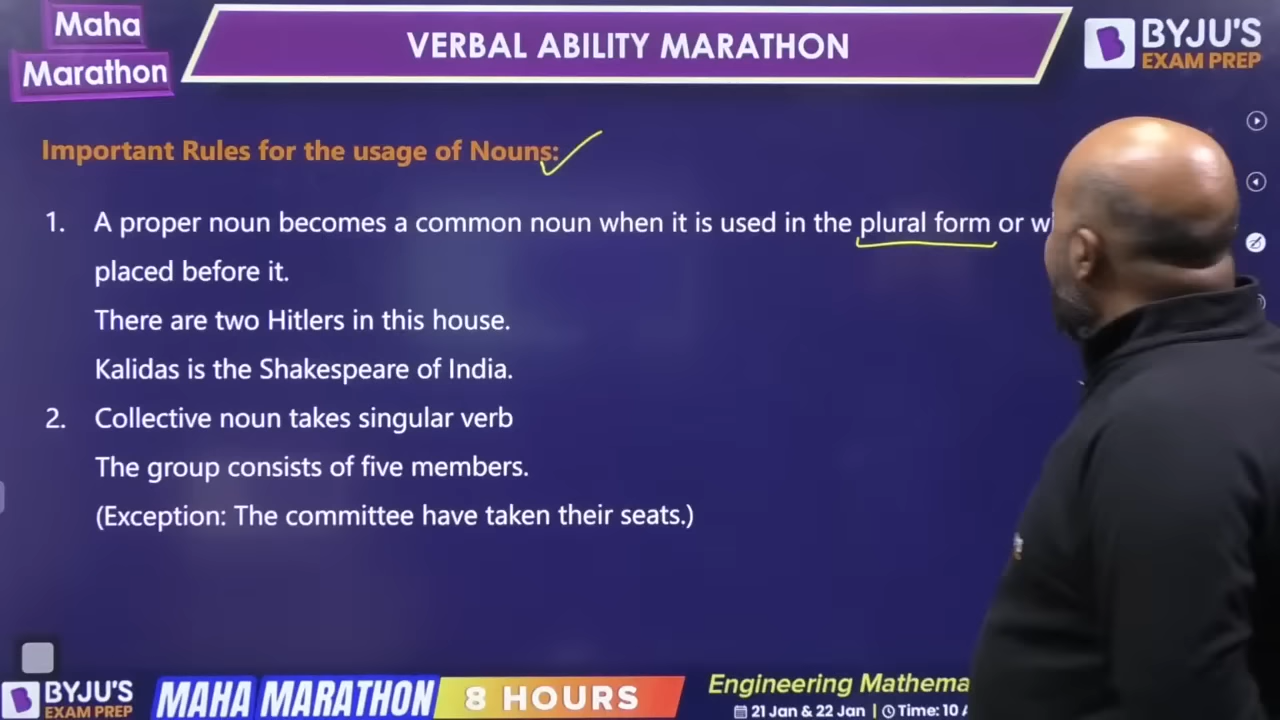 Maha
Marathon
VERBAL ABILITY MARATHON
BYJU'S
EXAM PREP
Important Rules for the usage of Nouns:
1. A proper noun becomes a common noun when it is used in the plural form or
placed before it.
There are two Hitlers in this house.
Kalidas is the Shakespeare of India.
2. Collective noun takes singular verb
The group consists of five members.
(Exception: The committee have taken their seats.)
BYJU'S
EXAM PREP
MAHA MARATHON
8 HOURS
Engineering Mathema
21 Jan & 22 Jan | Time: 10